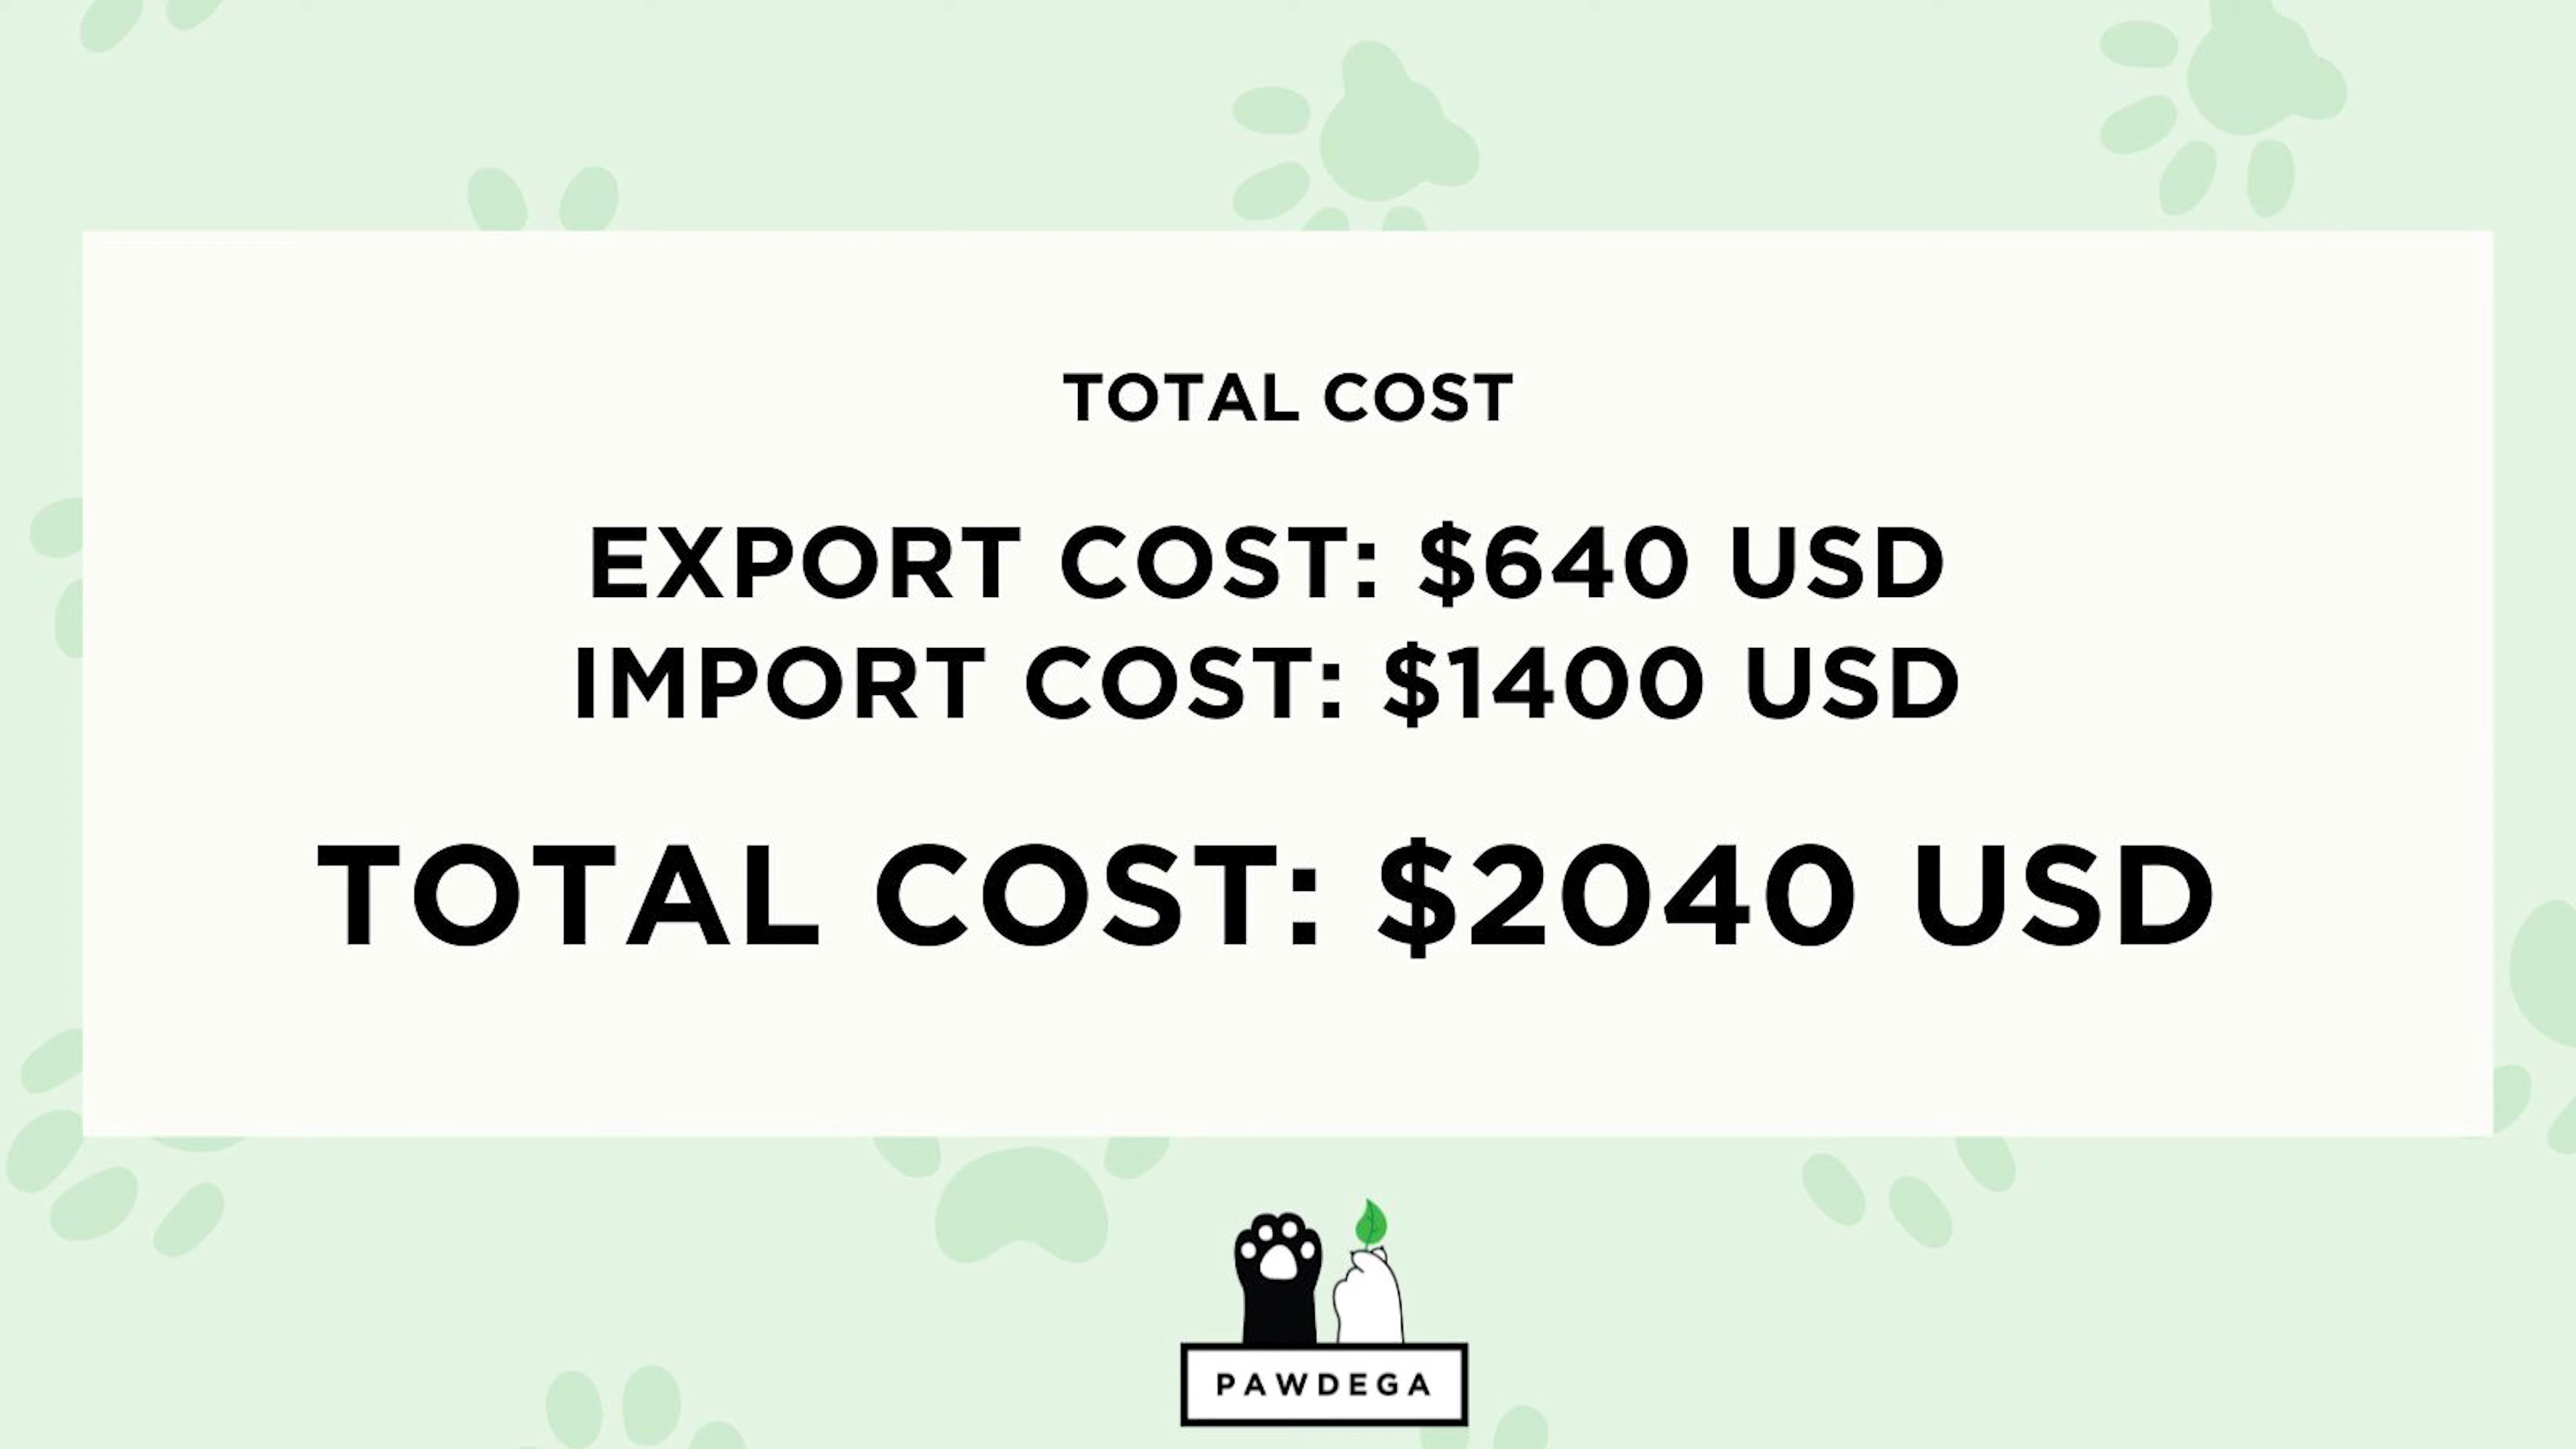 TOTAL COST
EXPORT COST: $640 USD
IMPORT COST: $1400 USD
TOTAL COST: $2040 USD
PAWDEGA